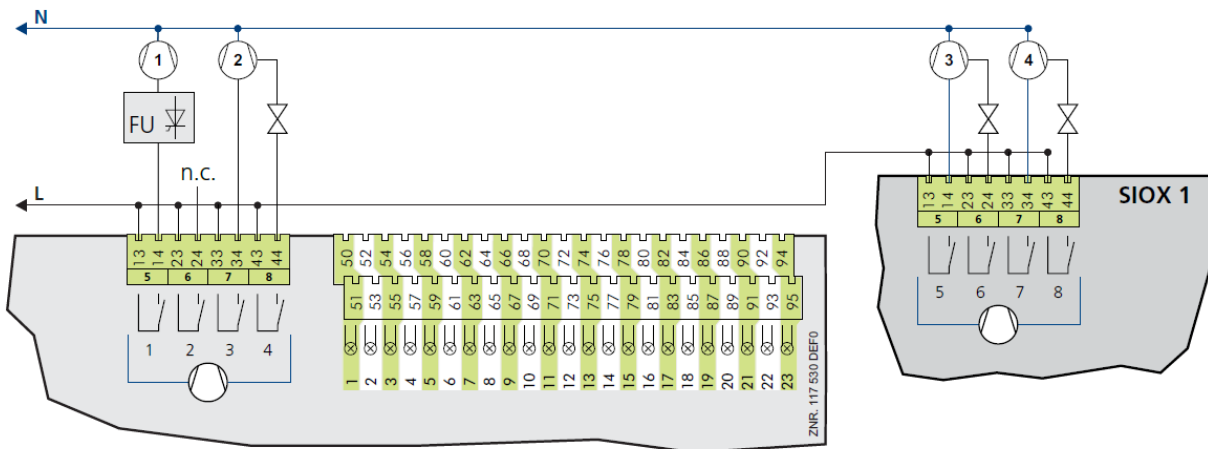 N
1 2 3 4
FU
n.c.
L
SIOX 1
13 14 23 24 33 34 43 44
5 6 7 8
1 2 3 4
50 52 54 56 58 60 62 64 66 68 70 72 74 76 78 80 82 84 86 88 90 92 94
51 53 55 57 59 61 63 65 67 69 71 73 75 77 79 81 83 85 87 89 91 93 95
1 2 3 4 5 6 7 8 9 10 11 12 13 14 15 16 17 18 19 20 21 22 23
ZNR. 117 530 DEF0
13 14 23 24 33 34 43 44
5 6 7 8
5 6 7 8